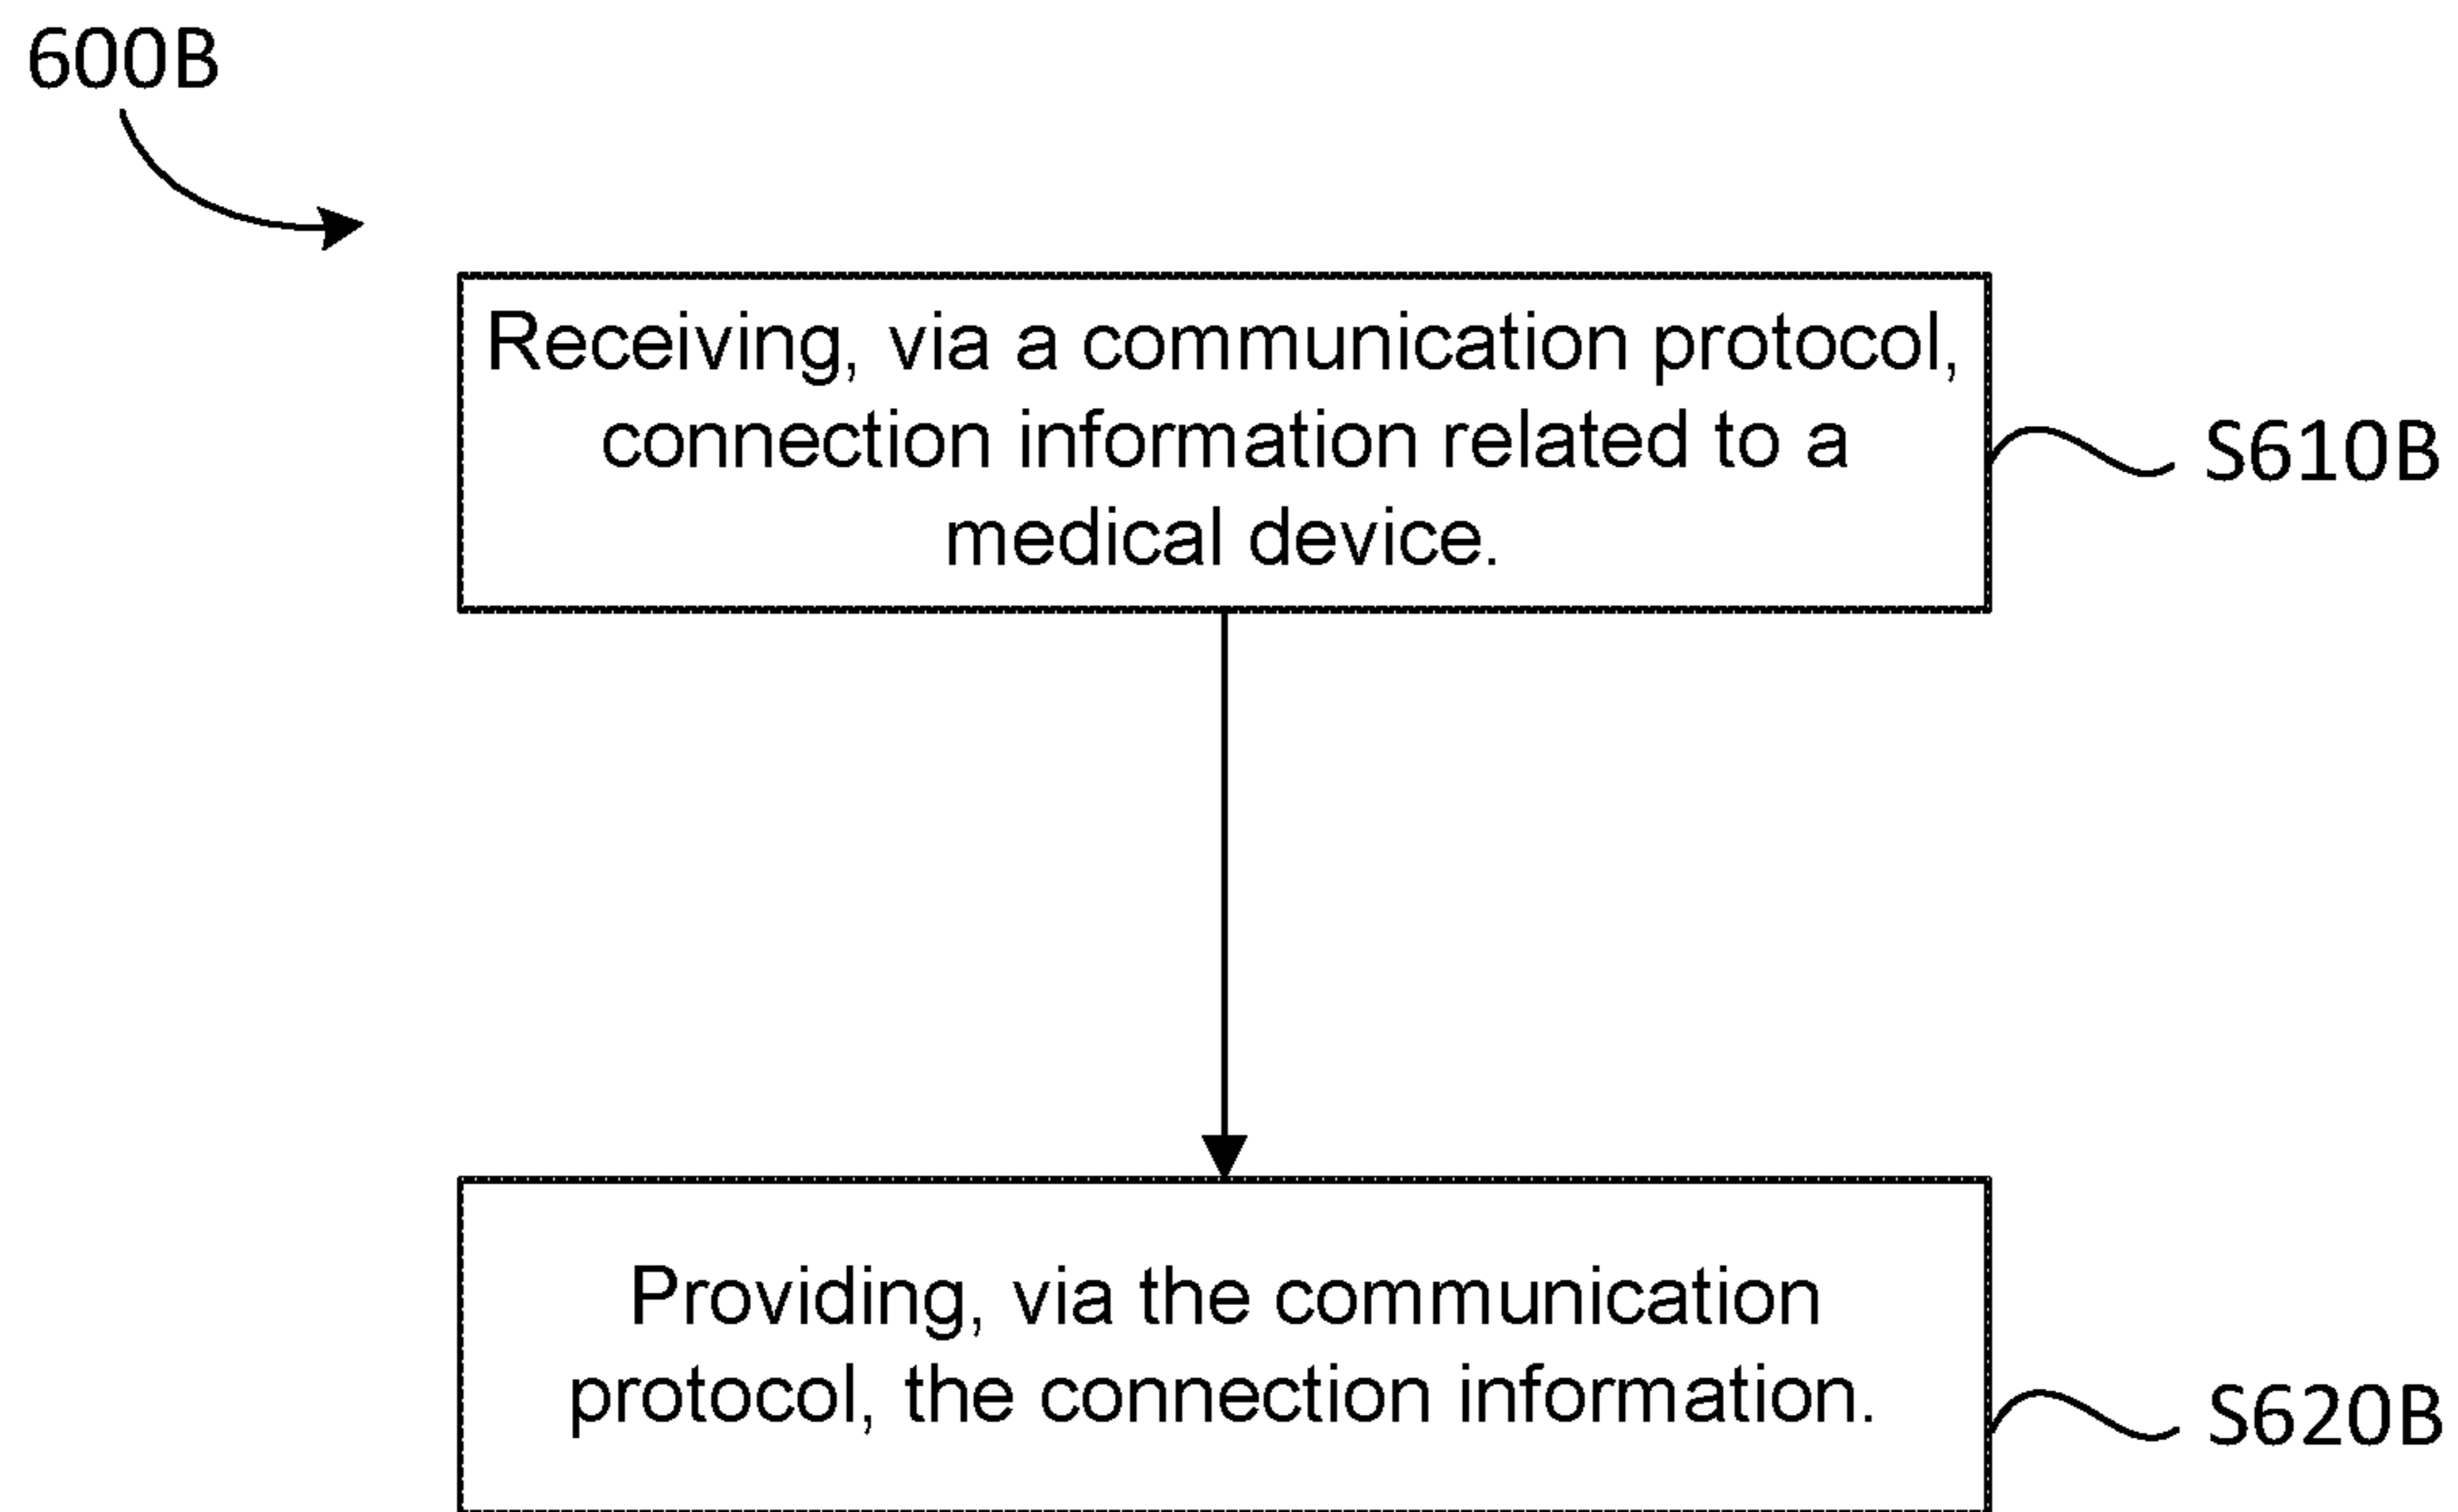 600B
Receiving, via a communication protocol,
connection information related to a
medical device.
S610B
Providing, via the communication
protocol, the connection information.
S620B